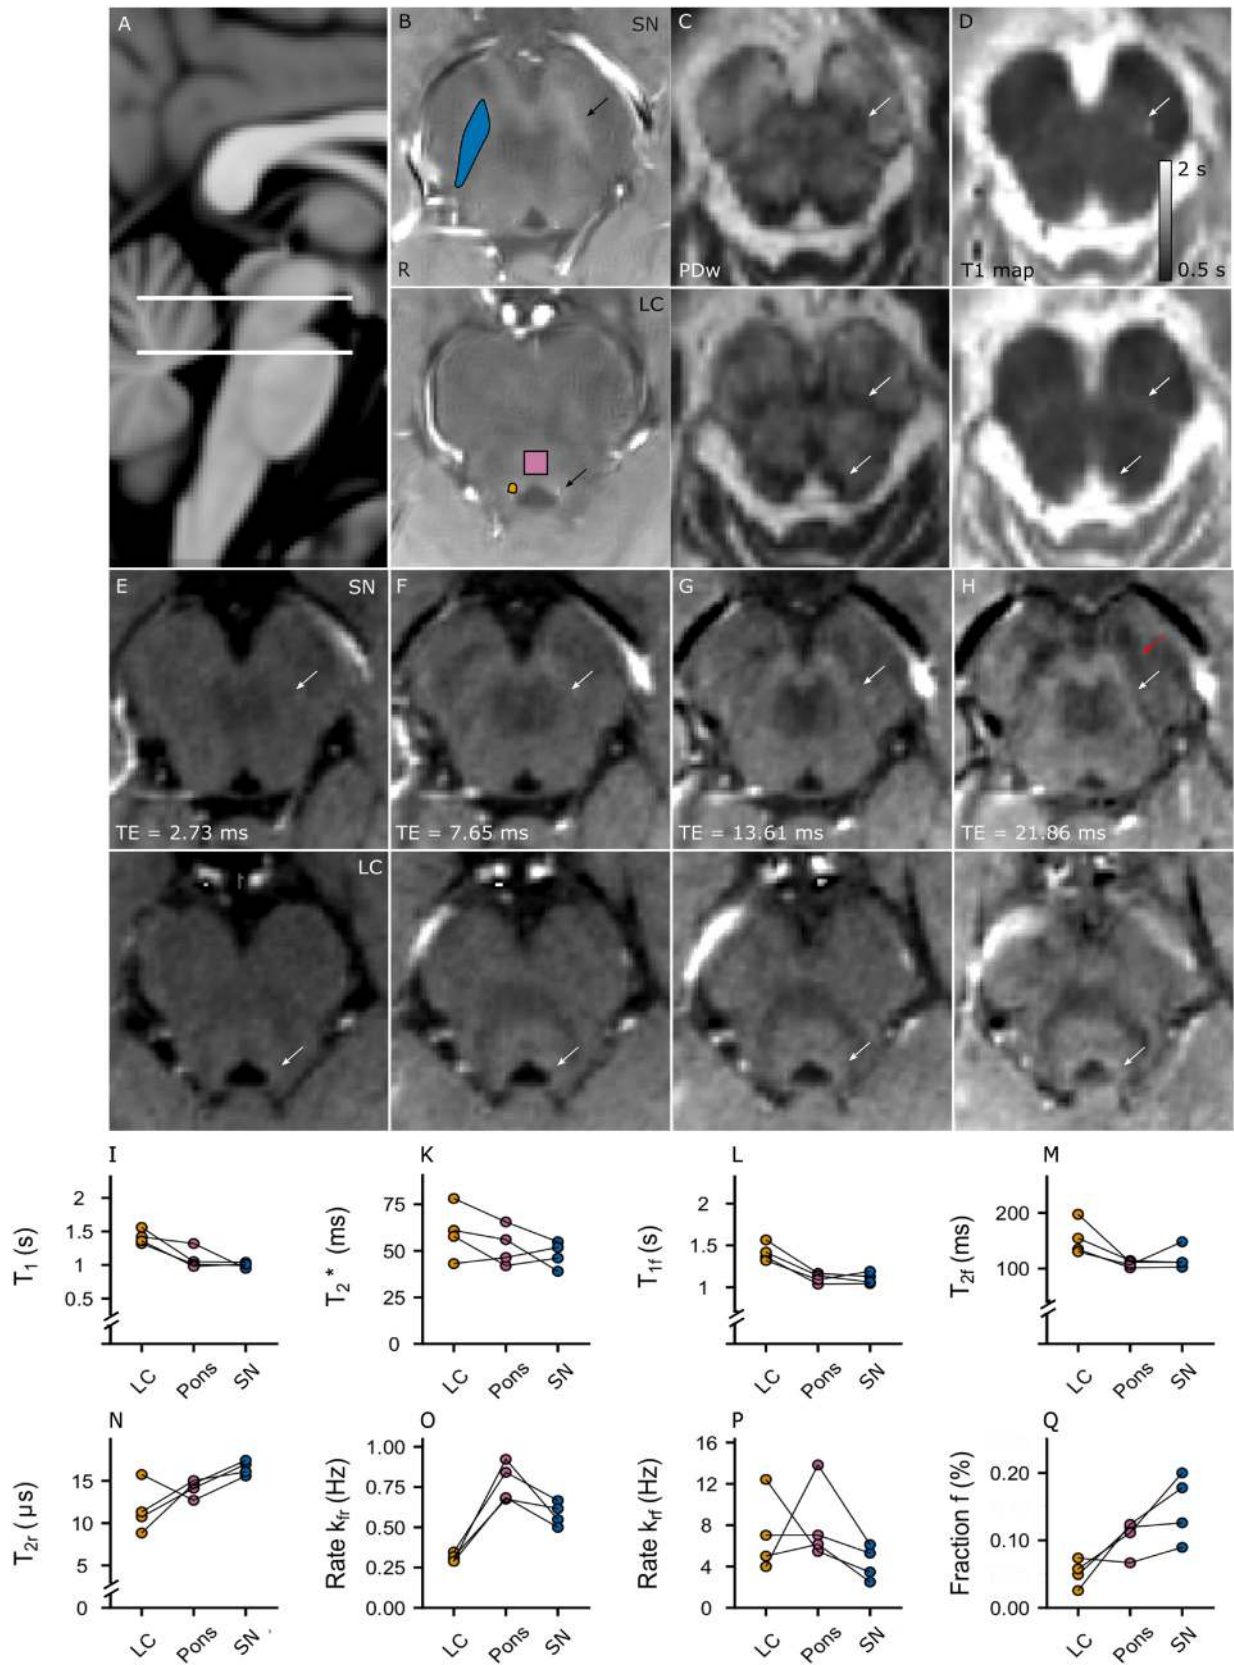 A
B
SN
C
D
2 s
R
PDw
T1 map
0.5 s
LC
E
SN
F
G
H
TE = 2.73 ms
TE = 7.65 ms
TE = 13.61 ms
TE = 21.86 ms
LC
I
K
L
M
T1 (s)
2
1.5
1
0.5
LC
Pons
SN
T2 * (ms)
75
50
25
0
LC
Pons
SN
T1f (s)
2
1.5
1
LC
Pons
SN
T2f (ms)
200
100
LC
Pons
SN
N
O
P
Q
T2r (μs)
15
10
5
0
LC
Pons
SN
Rate kfr (Hz)
1.00
0.75
0.50
0.25
0.00
LC
Pons
SN
Rate krf (Hz)
16
12
8
4
0
LC
Pons
SN
Fraction f (%)
0.20
0.10
0.00
LC
Pons
SN